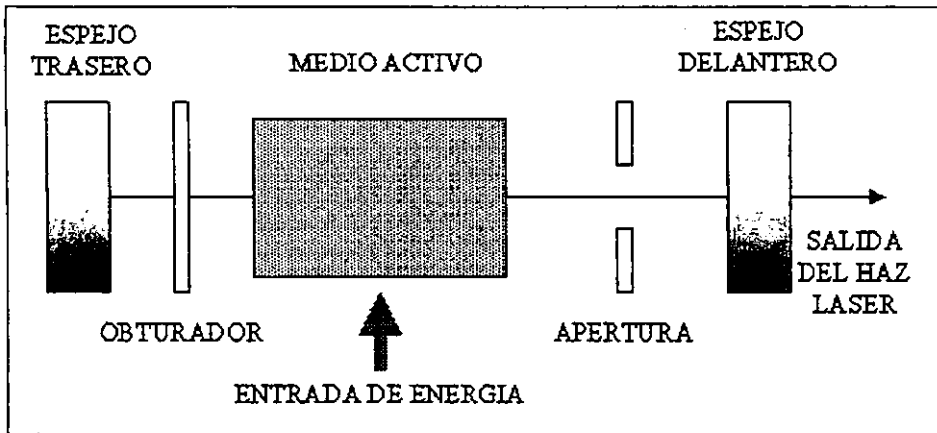 ESPEJO
TRASERO
MEDIO ACTIVO
ESPEJO
DELANTERO
SALIDA
DEL HAZ
LASER
OBTURADOR
APERTURA
ENTRADA DE ENERGIA